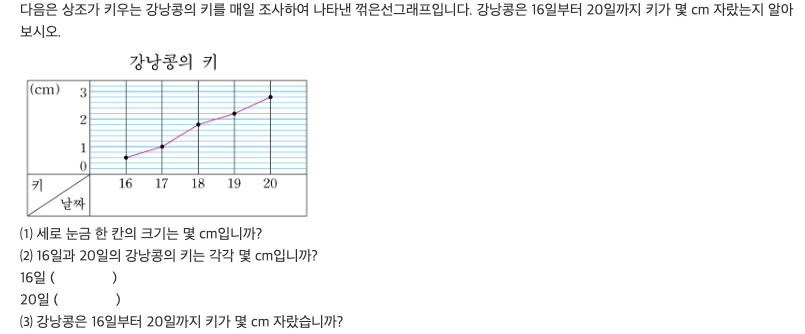 다음은 상조가 키우는 강낭콩의 키를 매일 조사하여 나타낸 꺾은선그래프입니다. 강낭콩은 16일부터 20일까지 키가 몇 cm 자랐는지 알아
보시오.
강낭콩의 키
(cm) 3
2
1
0
키 16 17 18 19 20
날짜
(1) 세로 눈금 한 칸의 크기는 몇 cm입니까?
(2) 16일과 20일의 강낭콩의 키는 각각 몇 cm입니까?
16일 ( )
20일 ( )
(3) 강낭콩은 16일부터 20일까지 키가 몇 cm 자랐습니까?